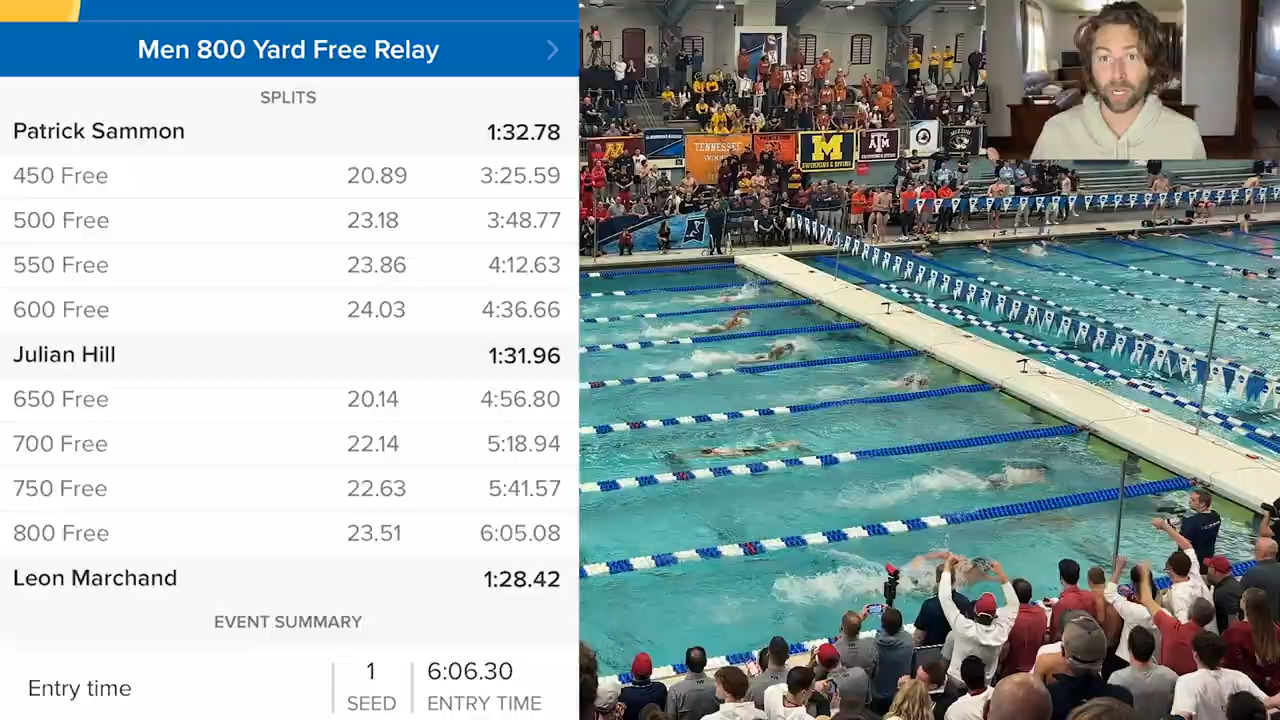 Men 800 Yard Free Relay
SPLITS
Patrick Sammon 1:32.78
450 Free 20.89 3:25.59
500 Free 23.18 3:48.77
550 Free 23.86 4:12.63
600 Free 24.03 4:36.66
Julian Hill 1:31.96
650 Free 20.14 4:56.80
700 Free 22.14 5:18.94
750 Free 22.63 5:41.57
800 Free 23.51 6:05.08
Leon Marchand 1:28.42
EVENT SUMMARY
Entry time 1 6:06.30
SEED ENTRY TIME
TENNESSEE
M
ATM
MIZZOU